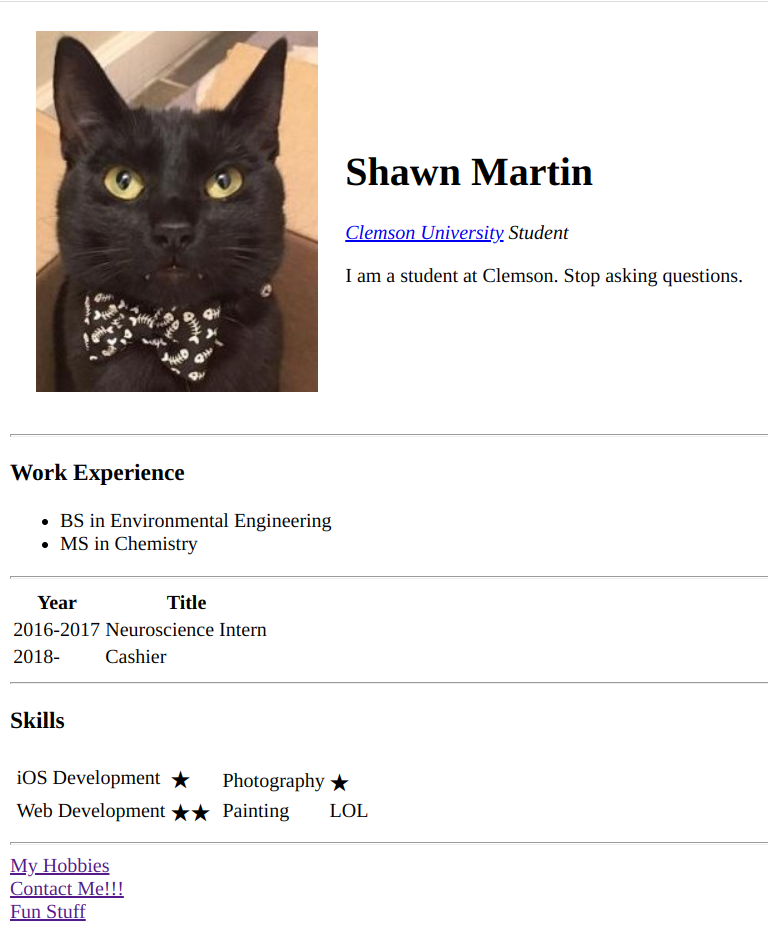 Shawn Martin
Clemson University Student
I am a student at Clemson. Stop asking questions.
Work Experience
BS in Environmental Engineering
MS in Chemistry
Year Title
2016-2017 Neuroscience Intern
2018- Cashier
Skills
iOS Development ★ Photography ★
Web Development ★★ Painting LOL
My Hobbies
Contact Me!!!
Fun Stuff